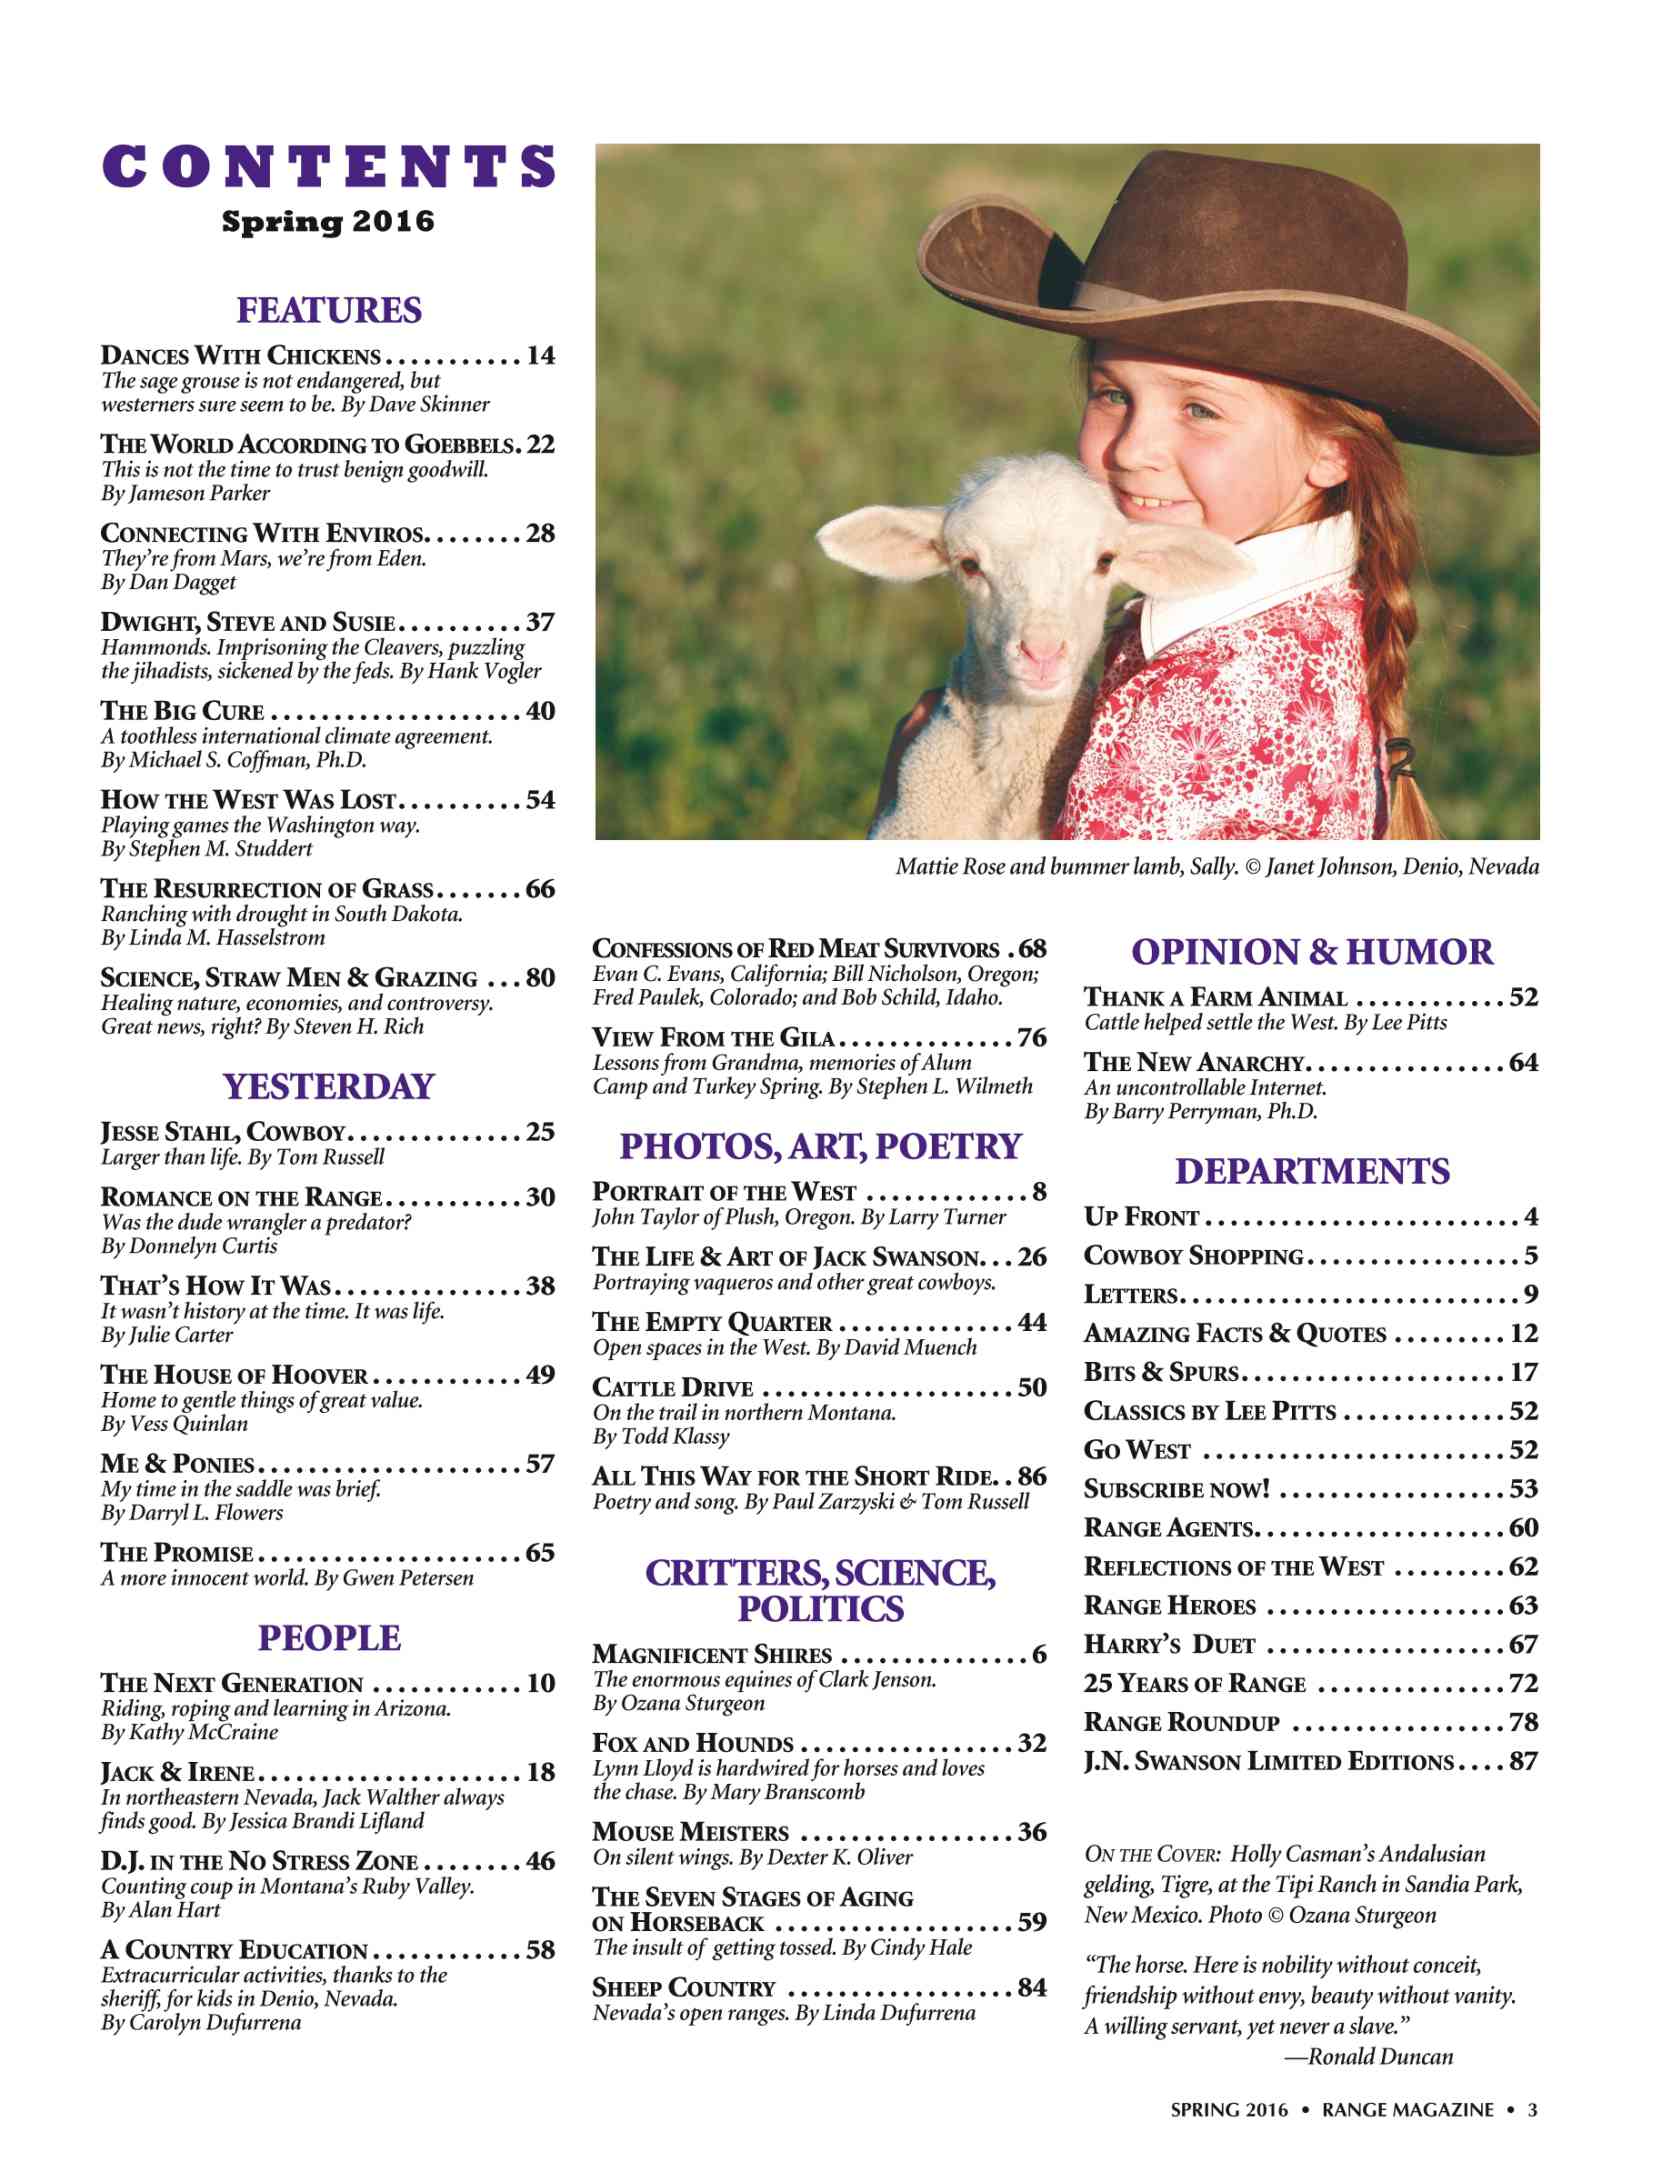 CONTENTS
Spring 2016
FEATURES
DANCES WITH CHICKENS . . . . . . . . . . . 14
The sage grouse is not endangered, but
westerners sure seem to be. By Dave Skinner
THE WORLD ACCORDING TO GOEBBELS. 22
This is not the time to trust benign goodwill.
By Jameson Parker
CONNECTING WITH ENVIROS. . . . . . . . 28
They’re from Mars, we’re from Eden.
By Dan Dagget
DWIGHT, STEVE AND SUSIE. . . . . . . . . . 37
Hammonds. Imprisoning the Cleavers, puzzling
the jihadists, sickened by the feds. By Hank Vogler
THE BIG CURE . . . . . . . . . . . . . . . . . . . . 40
A toothless international climate agreement.
By Michael S. Coffman, Ph.D.
HOW THE WEST WAS LOST. . . . . . . . . . 54
Playing games the Washington way.
By Stephen M. Studdert
THE RESURRECTION OF GRASS. . . . . . . 66
Ranching with drought in South Dakota.
By Linda M. Hasselstrom
SCIENCE, STRAW MEN & GRAZING . . . 80
Healing nature, economies, and controversy.
Great news, right? By Steven H. Rich
YESTERDAY
JESSE STAHL, COWBOY. . . . . . . . . . . . . . 25
Larger than life. By Tom Russell
ROMANCE ON THE RANGE. . . . . . . . . . . 30
Was the dude wrangler a predator?
By Donnelyn Curtis
THAT’S HOW IT WAS. . . . . . . . . . . . . . . 38
It wasn’t history at the time. It was life.
By Julie Carter
THE HOUSE OF HOOVER . . . . . . . . . . . . 49
Home to gentle things of great value.
By Vess Quinlan
ME & PONIES. . . . . . . . . . . . . . . . . . . . . 57
My time in the saddle was brief.
By Darryl L. Flowers
THE PROMISE. . . . . . . . . . . . . . . . . . . . . 65
A more innocent world. By Gwen Petersen
PEOPLE
THE NEXT GENERATION . . . . . . . . . . . . 10
Riding, roping and learning in Arizona.
By Kathy McCraine
JACK & IRENE. . . . . . . . . . . . . . . . . . . . . 18
In northeastern Nevada, Jack Walther always
finds good. By Jessica Brandi Lifland
D.J. IN THE NO STRESS ZONE . . . . . . . . 46
Counting coup in Montana’s Ruby Valley.
By Alan Hart
A COUNTRY EDUCATION . . . . . . . . . . . . 58
Extracurricular activities, thanks to the
sheriff, for kids in Denio, Nevada.
By Carolyn Dufurrena
Mattie Rose and bummer lamb, Sally. © Janet Johnson, Denio, Nevada
CONFESSIONS OF RED MEAT SURVIVORS . 68
Evan C. Evans, California; Bill Nicholson, Oregon;
Fred Paulek, Colorado; and Bob Schild, Idaho.
VIEW FROM THE GILA. . . . . . . . . . . . . . 76
Lessons from Grandma, memories of Alum
Camp and Turkey Spring. By Stephen L. Wilmeth
PHOTOS, ART, POETRY
PORTRAIT OF THE WEST . . . . . . . . . . . . . 8
John Taylor of Plush, Oregon. By Larry Turner
THE LIFE & ART OF JACK SWANSON. . . 26
Portraying vaqueros and other great cowboys.
THE EMPTY QUARTER . . . . . . . . . . . . . . 44
Open spaces in the West. By David Muench
CATTLE DRIVE . . . . . . . . . . . . . . . . . . . . 50
On the trail in northern Montana.
By Todd Klassy
ALL THIS WAY FOR THE SHORT RIDE. . 86
Poetry and song. By Paul Zarzyski & Tom Russell
CRITTERS, SCIENCE,
POLITICS
MAGNIFICENT SHIRES . . . . . . . . . . . . . . . 6
The enormous equines of Clark Jenson.
By Ozana Sturgeon
FOX AND HOUNDS . . . . . . . . . . . . . . . . . 32
Lynn Lloyd is hardwired for horses and loves
the chase. By Mary Branscomb
MOUSE MEISTERS . . . . . . . . . . . . . . . . . 36
On silent wings. By Dexter K. Oliver
THE SEVEN STAGES OF AGING
ON HORSEBACK . . . . . . . . . . . . . . . . . . . 59
The insult of getting tossed. By Cindy Hale
SHEEP COUNTRY . . . . . . . . . . . . . . . . . . 84
Nevada’s open ranges. By Linda Dufurrena
OPINION & HUMOR
THANK A FARM ANIMAL . . . . . . . . . . . . 52
Cattle helped settle the West. By Lee Pitts
THE NEW ANARCHY. . . . . . . . . . . . . . . . 64
An uncontrollable Internet.
By Barry Perryman, Ph.D.
DEPARTMENTS
UP FRONT . . . . . . . . . . . . . . . . . . . . . . . . . 4
COWBOY SHOPPING. . . . . . . . . . . . . . . . . 5
LETTERS. . . . . . . . . . . . . . . . . . . . . . . . . . . 9
AMAZING FACTS & QUOTES . . . . . . . . . 12
BITS & SPURS. . . . . . . . . . . . . . . . . . . . . 17
CLASSICS BY LEE PITTS . . . . . . . . . . . . . 52
GO WEST . . . . . . . . . . . . . . . . . . . . . . . . 52
SUBSCRIBE NOW! . . . . . . . . . . . . . . . . . . 53
RANGE AGENTS. . . . . . . . . . . . . . . . . . . . 60
REFLECTIONS OF THE WEST . . . . . . . . . 62
RANGE HEROES . . . . . . . . . . . . . . . . . . . 63
HARRY’S DUET . . . . . . . . . . . . . . . . . . . 67
25 YEARS OF RANGE . . . . . . . . . . . . . . . 72
RANGE ROUNDUP . . . . . . . . . . . . . . . . . 78
J.N. SWANSON LIMITED EDITIONS . . . . 87
ON THE COVER: Holly Casman’s Andalusian
gelding, Tigre, at the Tipi Ranch in Sandia Park,
New Mexico. Photo © Ozana Sturgeon
“The horse. Here is nobility without conceit,
friendship without envy, beauty without vanity.
A willing servant, yet never a slave.”
—Ronald Duncan
SPRING 2016 • RANGE MAGAZINE • 3